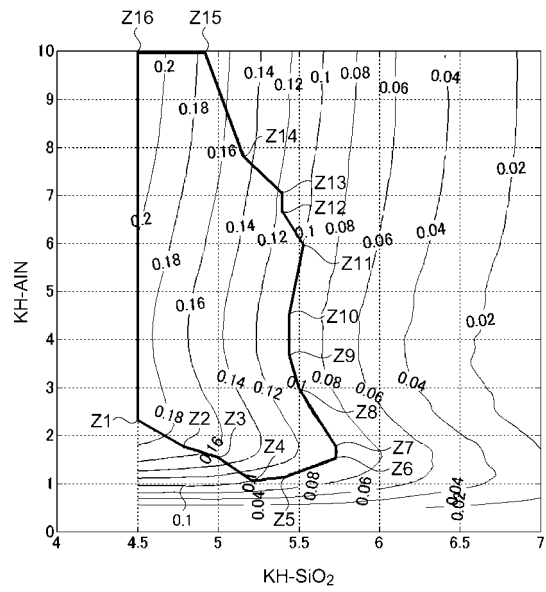 Z16 Z15
10
0.2 0.14 0.1 0.08 0.04
0.12 0.06
9
0.18
8
0.16 Z14
0.02
7
Z13
0.14 Z12
0.2 0.12 0.1 0.08 0.06 0.04
6
Z11
0.18
5
0.16 Z10
0.02
4
Z9
0.14 0.12 0.1 0.08 0.06 0.04
3
Z8
Z1 0.18 Z2 Z3
2
0.16 Z4 Z7
Z6
1
0.04 0.08 0.06 0.04
0.1 Z5 0.02
0
4 4.5 5 5.5 6 6.5 7
KH-AlN
KH-SiO₂